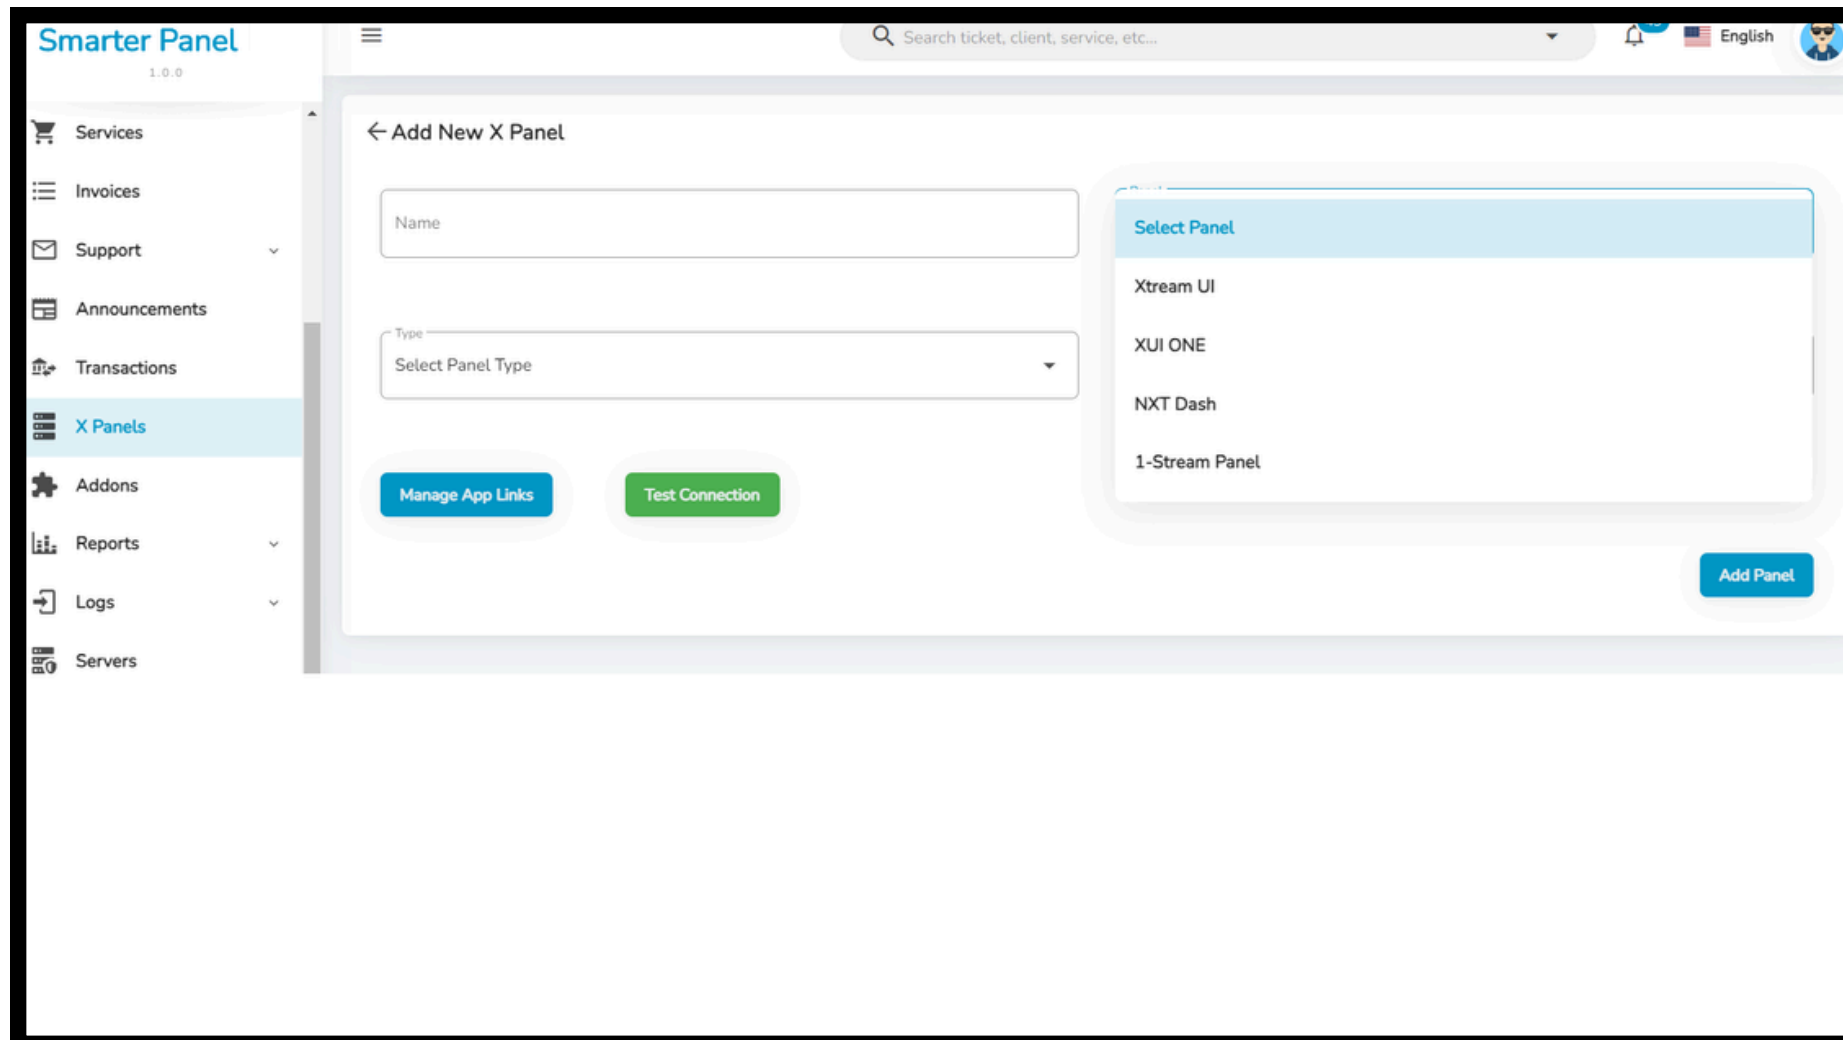 Smarter Panel
1.0.0
Search ticket, client, service, etc...
English
Services
Invoices
Support
Announcements
Transactions
X Panels
Addons
Reports
Logs
Servers
Add New X Panel
Name
Select Panel
Xtream UI
XUI ONE
NXT Dash
1-Stream Panel
Type
Select Panel Type
Manage App Links
Test Connection
Add Panel